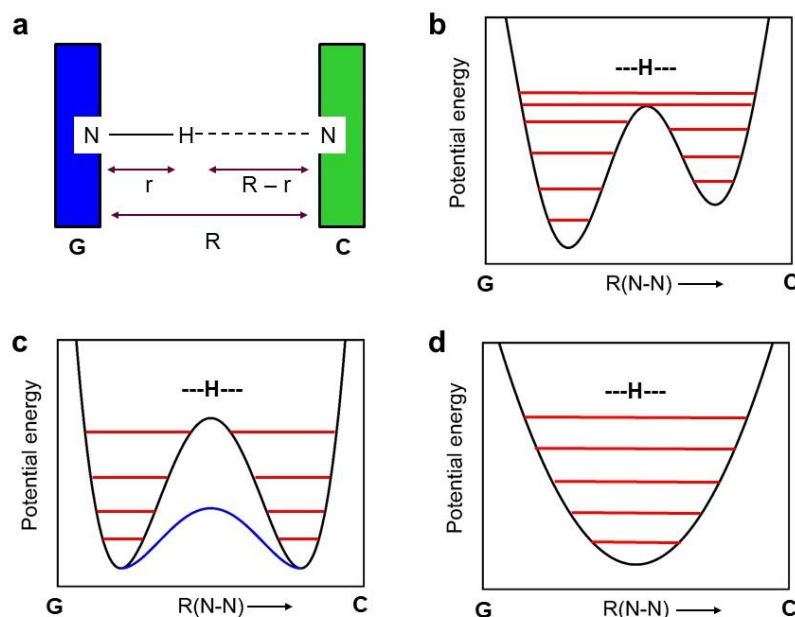 a
N H N
r R – r
R
G C
b
---H---
Potential energy
G C
R(N-N)
c
---H---
Potential energy
G C
R(N-N)
d
---H---
Potential energy
G C
R(N-N)